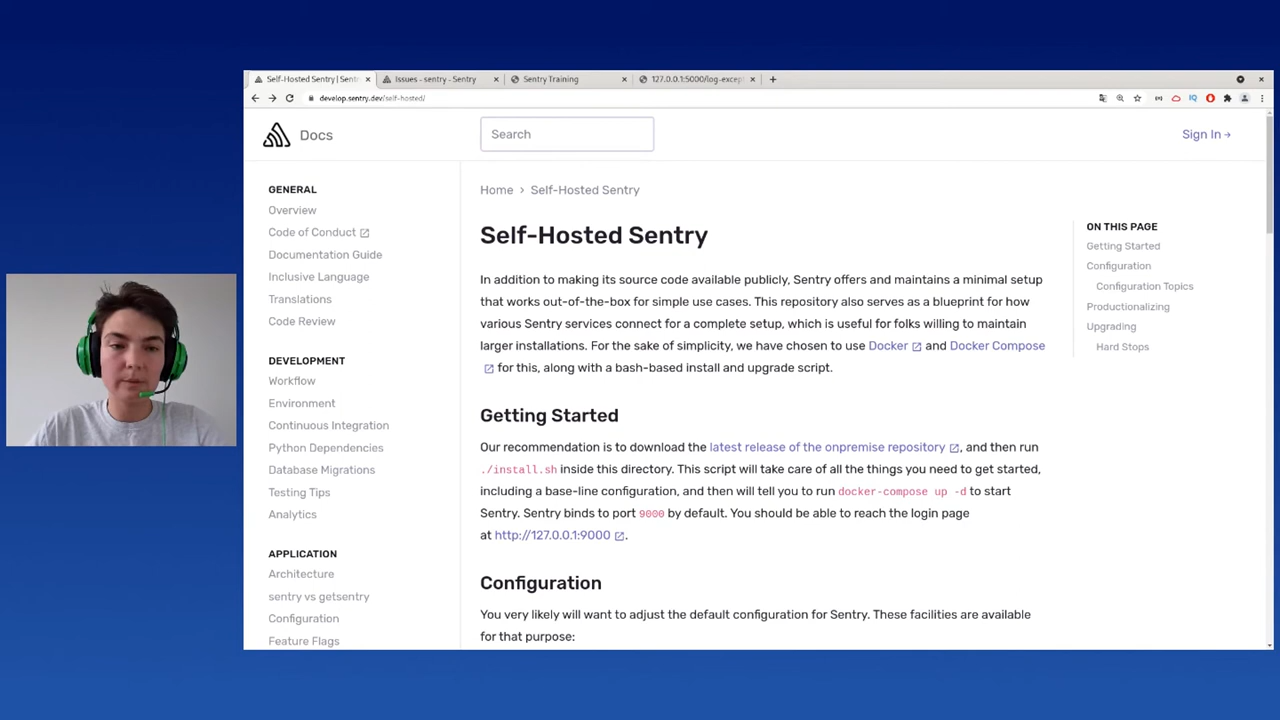 Self-Hosted Sentry | Sentr
Issues - sentry - Sentry
Sentry Training
127.0.0.1:5000/log-except
develop.sentry.dev/self-hosted/
Docs
Search
Sign In
GENERAL
Overview
Code of Conduct
Documentation Guide
Inclusive Language
Translations
Code Review
DEVELOPMENT
Workflow
Environment
Continuous Integration
Python Dependencies
Database Migrations
Testing Tips
Analytics
APPLICATION
Architecture
sentry vs getsentry
Configuration
Feature Flags
Home › Self-Hosted Sentry
Self-Hosted Sentry
In addition to making its source code available publicly, Sentry offers and maintains a minimal setup
that works out-of-the-box for simple use cases. This repository also serves as a blueprint for how
various Sentry services connect for a complete setup, which is useful for folks willing to maintain
larger installations. For the sake of simplicity, we have chosen to use Docker and Docker Compose
for this, along with a bash-based install and upgrade script.
Getting Started
Our recommendation is to download the latest release of the onpremise repository, and then run
./install.sh inside this directory. This script will take care of all the things you need to get started,
including a base-line configuration, and then will tell you to run docker-compose up -d to start
Sentry. Sentry binds to port 9000 by default. You should be able to reach the login page
at http://127.0.0.1:9000.
Configuration
You very likely will want to adjust the default configuration for Sentry. These facilities are available
for that purpose:
ON THIS PAGE
Getting Started
Configuration
Configuration Topics
Productionalizing
Upgrading
Hard Stops